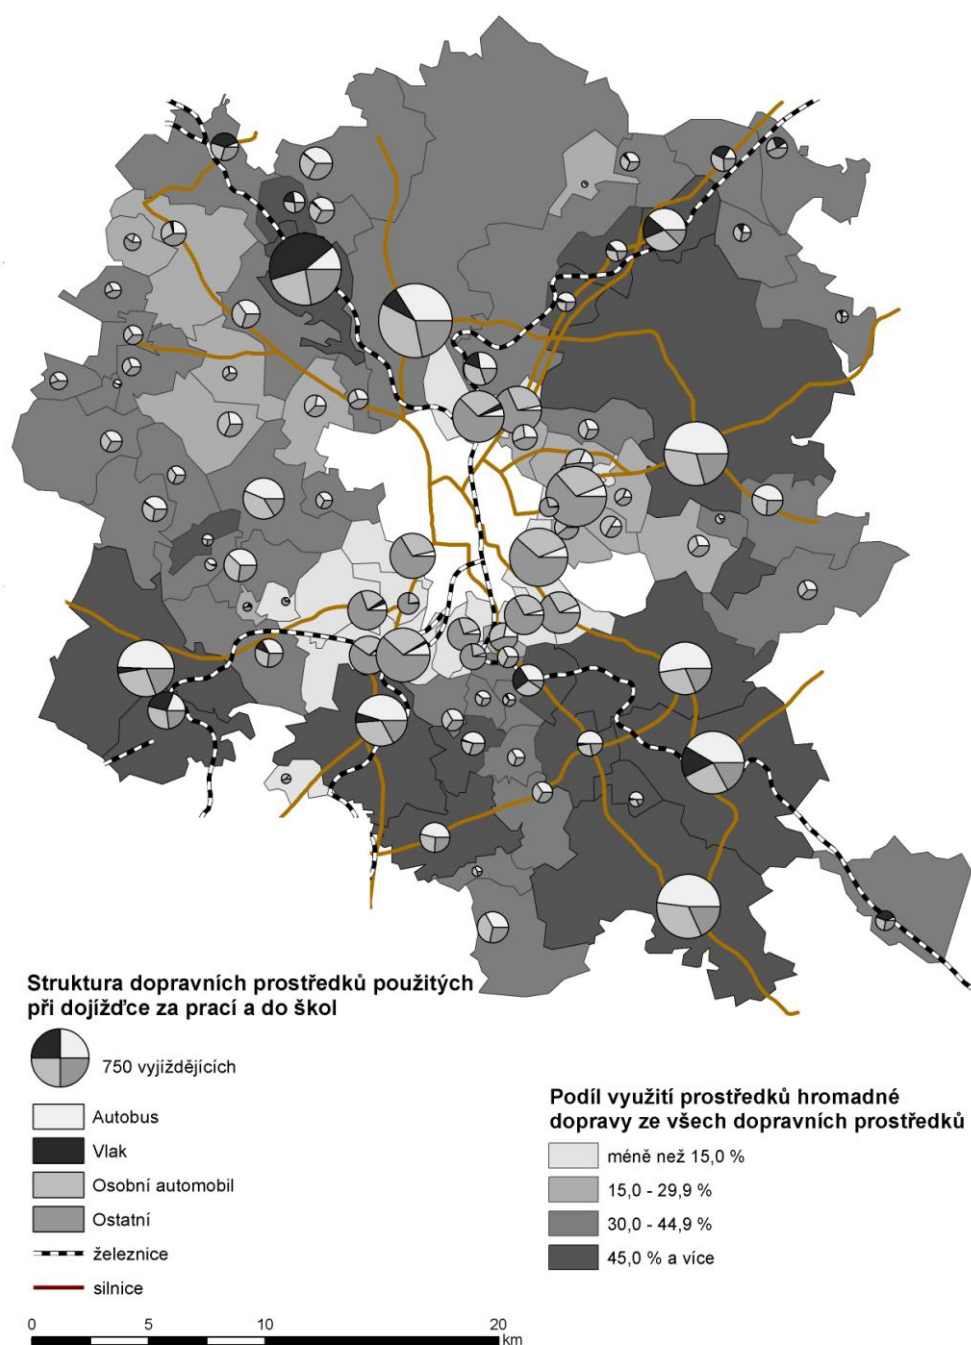 Struktura dopravních prostředků použitých
při dojížďce za prací a do škol
750 vyjíždějících
Autobus
Vlak
Osobní automobil
Ostatní
železnice
silnice
0 5 10 20
km
Podíl využití prostředků hromadné
dopravy ze všech dopravních prostředků
méně než 15,0 %
15,0 - 29,9 %
30,0 - 44,9 %
45,0 % a více